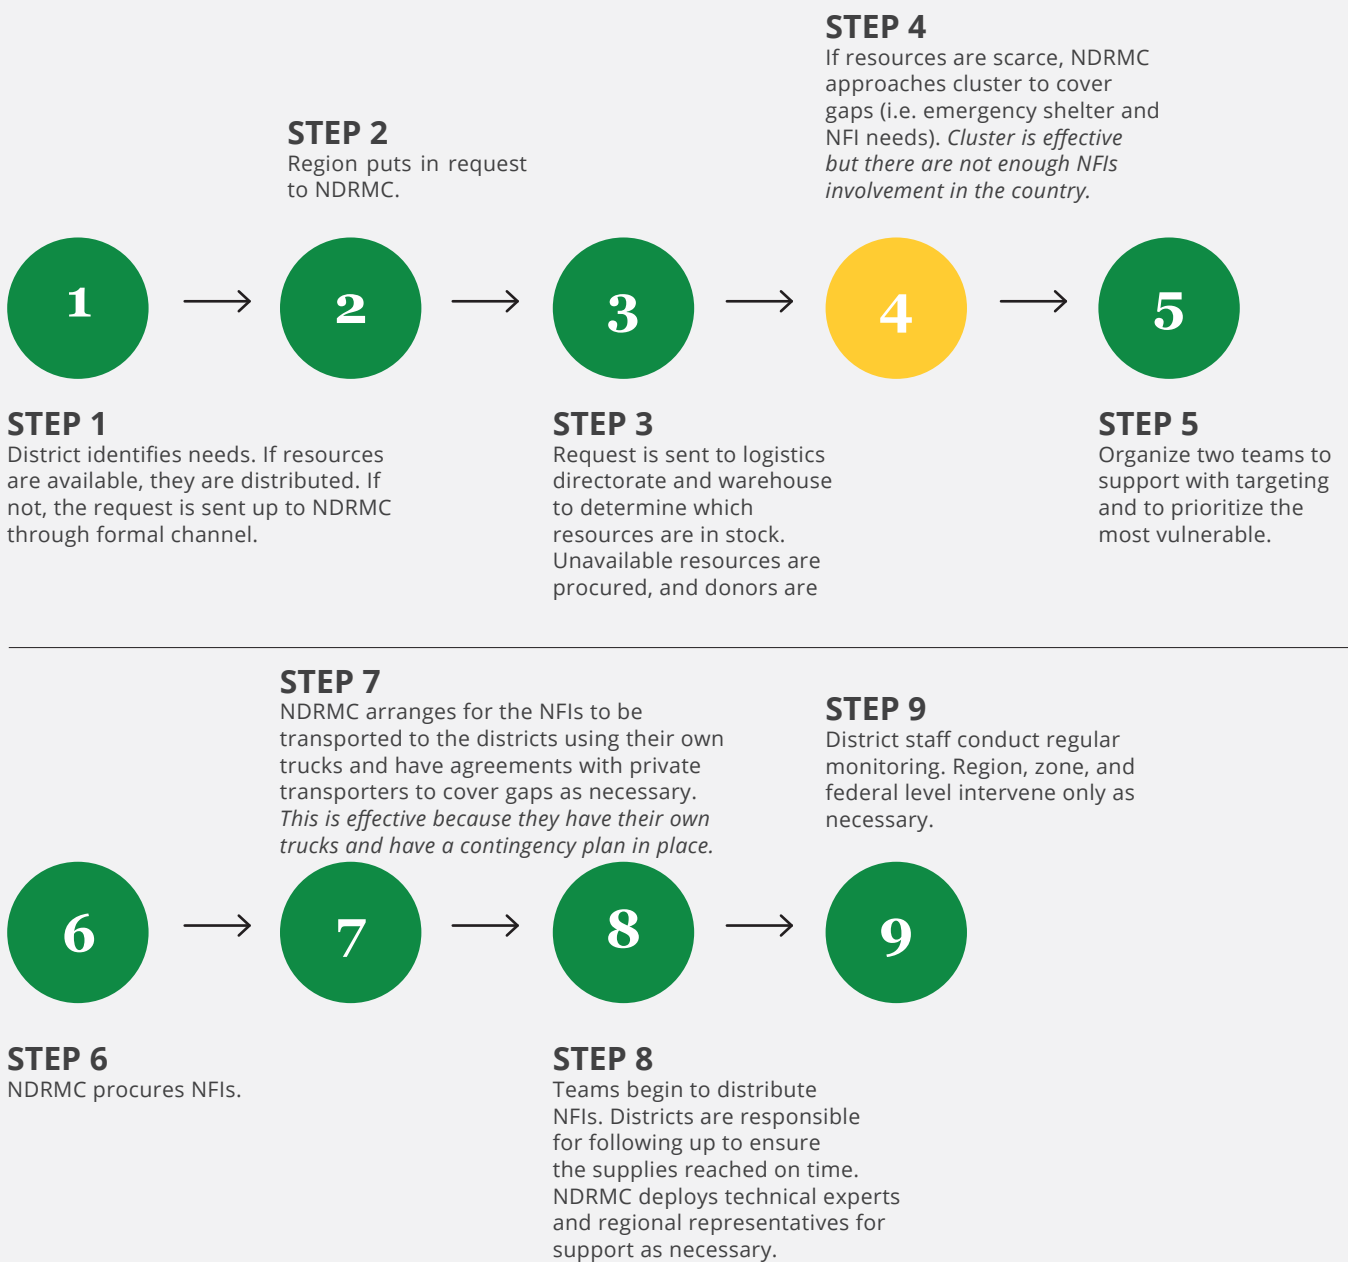 STEP 4
If resources are scarce, NDRMC
approaches cluster to cover
gaps (i.e. emergency shelter and
NFI needs). Cluster is effective
but there are not enough NFIs
involvement in the country.
STEP 2
Region puts in request
to NDRMC.
1
2
3
4
5
STEP 1
District identifies needs. If resources
are available, they are distributed. If
not, the request is sent up to NDRMC
through formal channel.
STEP 3
Request is sent to logistics
directorate and warehouse
to determine which
resources are in stock.
Unavailable resources are
procured, and donors are
STEP 5
Organize two teams to
support with targeting
and to prioritize the
most vulnerable.
STEP 7
NDRMC arranges for the NFIs to be
transported to the districts using their own
trucks and have agreements with private
transporters to cover gaps as necessary.
This is effective because they have their own
trucks and have a contingency plan in place.
STEP 9
District staff conduct regular
monitoring. Region, zone, and
federal level intervene only as
necessary.
6
7
8
9
STEP 6
NDRMC procures NFIs.
STEP 8
Teams begin to distribute
NFIs. Districts are responsible
for following up to ensure
the supplies reached on time.
NDRMC deploys technical experts
and regional representatives for
support as necessary.